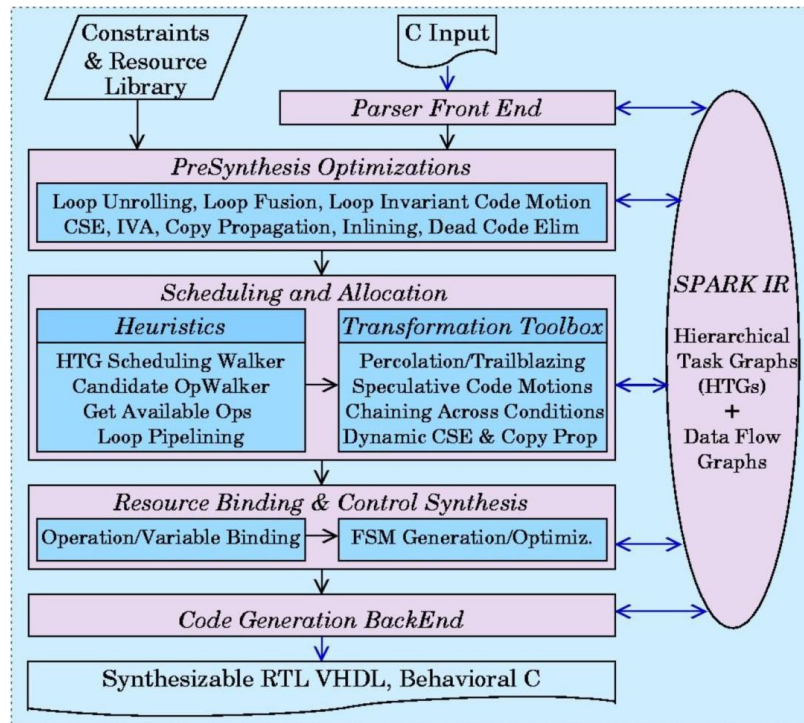 Constraints
& Resource
Library
C Input
Parser Front End
PreSynthesis Optimizations
Loop Unrolling, Loop Fusion, Loop Invariant Code Motion
CSE, IVA, Copy Propagation, Inlining, Dead Code Elim
Scheduling and Allocation
Heuristics
HTG Scheduling Walker
Candidate OpWalker
Get Available Ops
Loop Pipelining
Transformation Toolbox
Percolation/Trailblazing
Speculative Code Motions
Chaining Across Conditions
Dynamic CSE & Copy Prop
Resource Binding & Control Synthesis
Operation/Variable Binding
FSM Generation/Optimiz.
Code Generation BackEnd
Synthesizable RTL VHDL, Behavioral C
SPARK IR
Hierarchical
Task Graphs
(HTGs)
+
Data Flow
Graphs